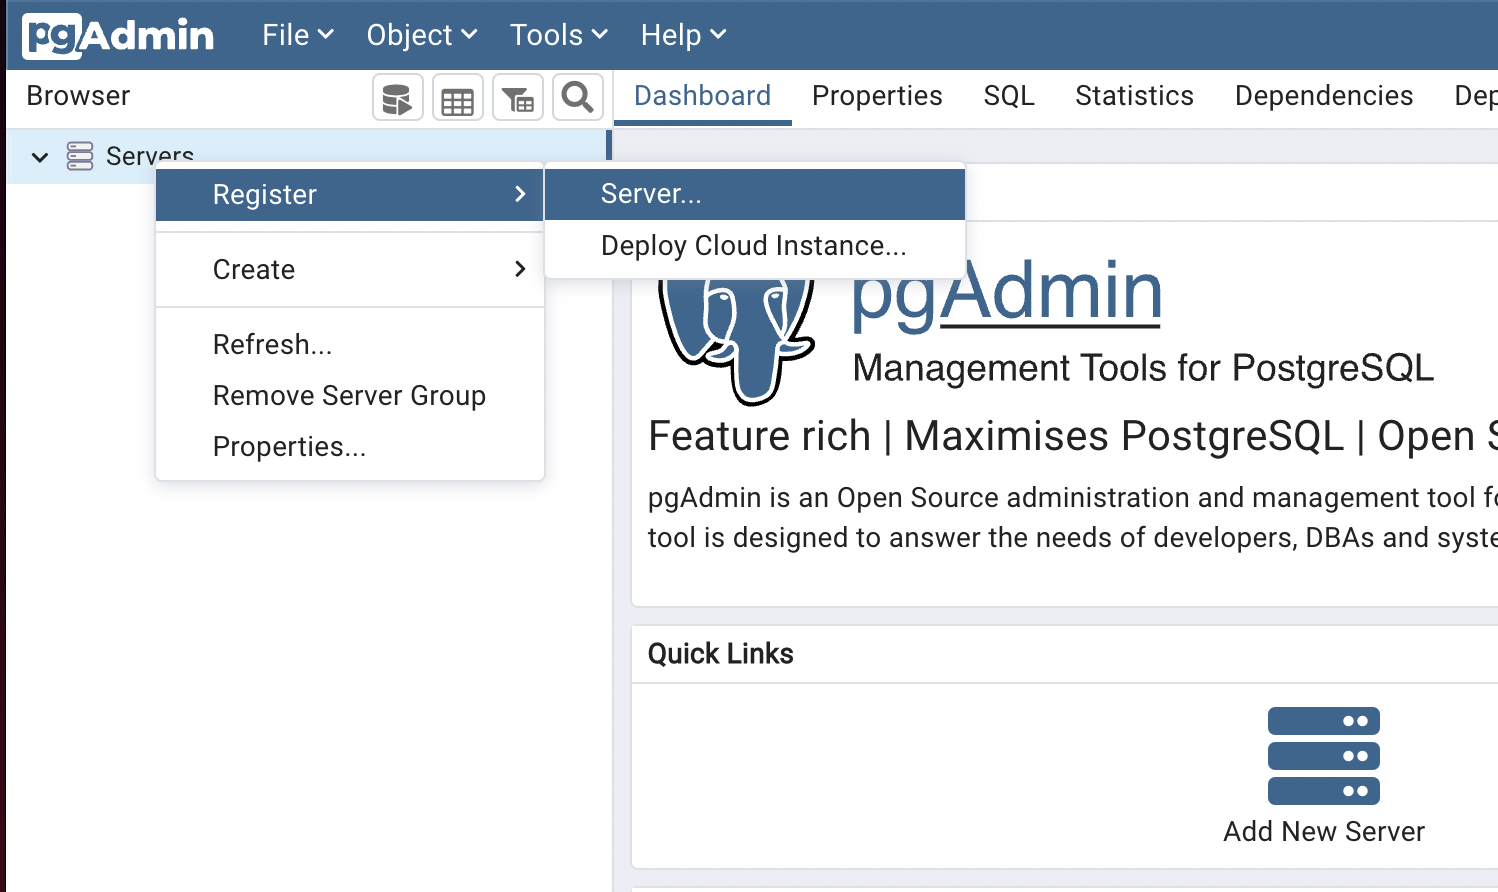 pgAdmin File Object Tools Help
Browser
Dashboard Properties SQL Statistics Dependencies Dep
Servers
Register
Server...
Deploy Cloud Instance...
Create
Refresh...
Remove Server Group
Properties...
pgAdmin
Management Tools for PostgreSQL
Feature rich | Maximises PostgreSQL | Open S
pgAdmin is an Open Source administration and management tool fo
tool is designed to answer the needs of developers, DBAs and syste
Quick Links
Add New Server